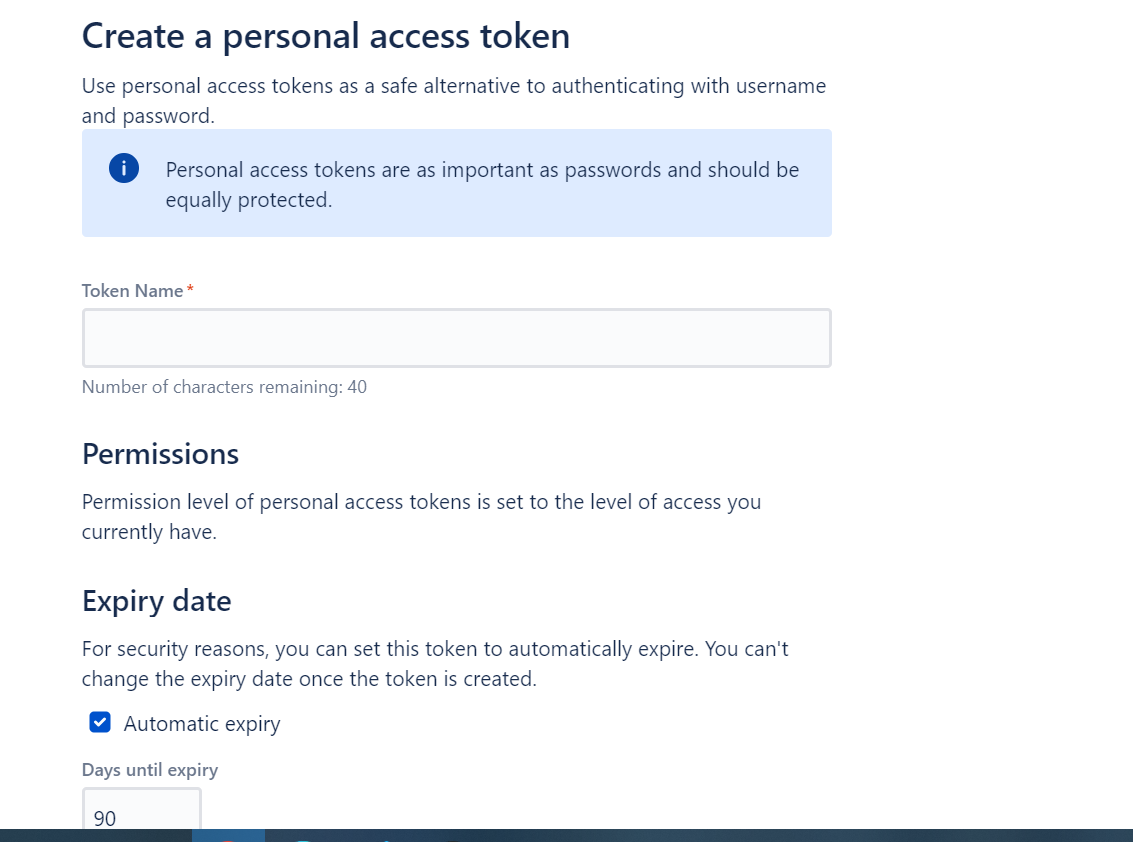 Create a personal access token
Use personal access tokens as a safe alternative to authenticating with username
and password.
Personal access tokens are as important as passwords and should be
equally protected.
Token Name*
Number of characters remaining: 40
Permissions
Permission level of personal access tokens is set to the level of access you
currently have.
Expiry date
For security reasons, you can set this token to automatically expire. You can't
change the expiry date once the token is created.
Automatic expiry
Days until expiry
90